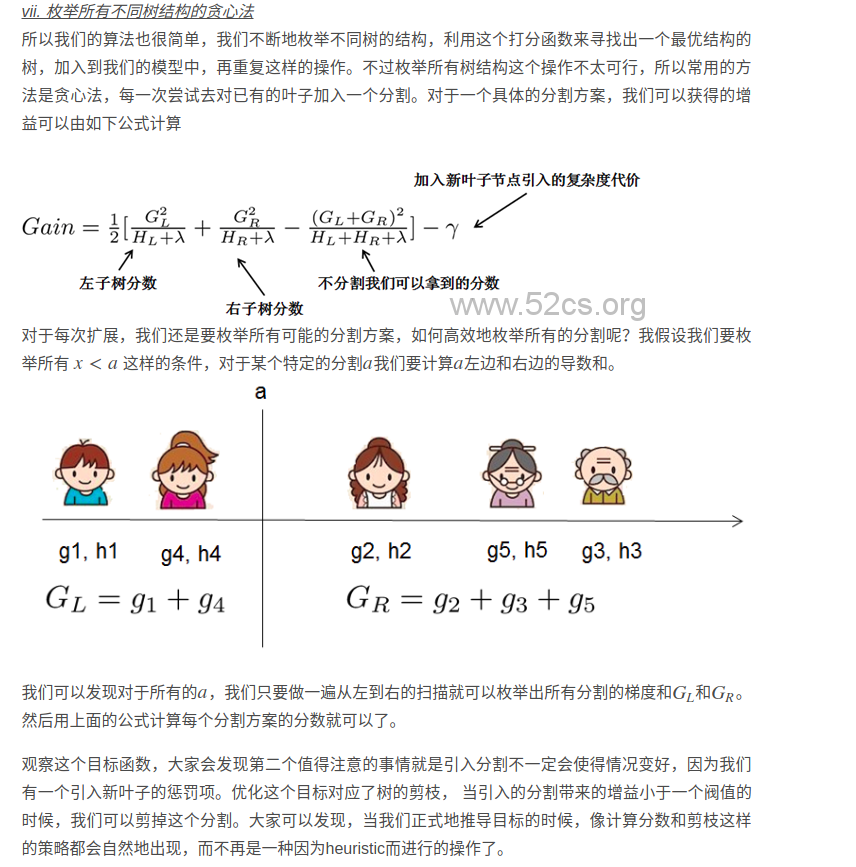 vii. 枚举所有不同树结构的贪心法
所以我们的算法也很简单，我们不断地枚举不同树的结构，利用这个打分函数来寻找出一个最优结构的
树，加入到我们的模型中，再重复这样的操作。不过枚举所有树结构这个操作不太可行，所以常用的方
法是贪心法，每一次尝试去对已有的叶子加入一个分割。对于一个具体的分割方案，我们可以获得的增
益可以由如下公式计算
加入新叶子节点引入的复杂度代价
Gain = \frac{1}{2}[\frac{G_L^2}{H_L+λ} + \frac{G_R^2}{H_R+λ} − \frac{(G_L+G_R)^2}{H_L+H_R+λ}] − γ
左子树分数
不分割我们可以拿到的分数
右子树分数
www.52cs.org
对于每次扩展，我们还是要枚举所有可能的分割方案，如何高效地枚举所有的分割呢？我假设我们要枚
举所有 x < a 这样的条件，对于某个特定的分割a我们要计算a左边和右边的导数和。
a
g1, h1 g4, h4 g2, h2 g5, h5 g3, h3
G_L = g_1 + g_4 G_R = g_2 + g_3 + g_5
我们可以发现对于所有的a，我们只要做一遍从左到右的扫描就可以枚举出所有分割的梯度和G_L和G_R。
然后用上面的公式计算每个分割方案的分数就可以了。
观察这个目标函数，大家会发现第二个值得注意的事情就是引入分割不一定会使得情况变好，因为我们
有一个引入新叶子的惩罚项。优化这个目标对应了树的剪枝， 当引入的分割带来的增益小于一个阀值的
时候，我们可以剪掉这个分割。大家可以发现，当我们正式地推导目标的时候，像计算分数和剪枝这样
的策略都会自然地出现，而不再是一种因为heuristic而进行的操作了。